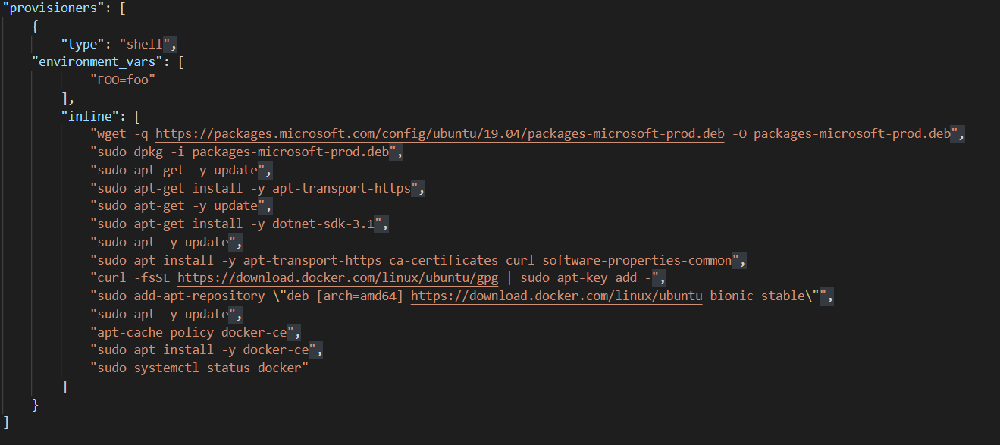 "provisioners": [
{
"type": "shell",
"environment_vars": [
"FOO=foo"
],
"inline": [
"wget -q https://packages.microsoft.com/config/ubuntu/19.04/packages-microsoft-prod.deb -O packages-microsoft-prod.deb",
"sudo dpkg -i packages-microsoft-prod.deb",
"sudo apt-get -y update",
"sudo apt-get install -y apt-transport-https",
"sudo apt-get -y update",
"sudo apt-get install -y dotnet-sdk-3.1",
"sudo apt -y update",
"sudo apt install -y apt-transport-https ca-certificates curl software-properties-common",
"curl -fsSL https://download.docker.com/linux/ubuntu/gpg | sudo apt-key add -",
"sudo add-apt-repository \"deb [arch=amd64] https://download.docker.com/linux/ubuntu bionic stable\"",
"sudo apt -y update",
"apt-cache policy docker-ce",
"sudo apt install -y docker-ce",
"sudo systemctl status docker"
]
}
]